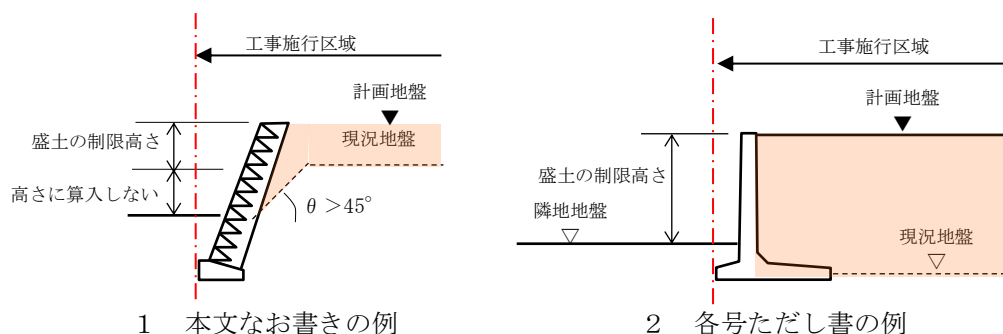 工事施行区域
計画地盤
現況地盤
盛土の制限高さ
高さに算入しない
θ >45°
1 本文なお書きの例
工事施行区域
計画地盤
盛土の制限高さ
隣地地盤
現況地盤
2 各号ただし書の例